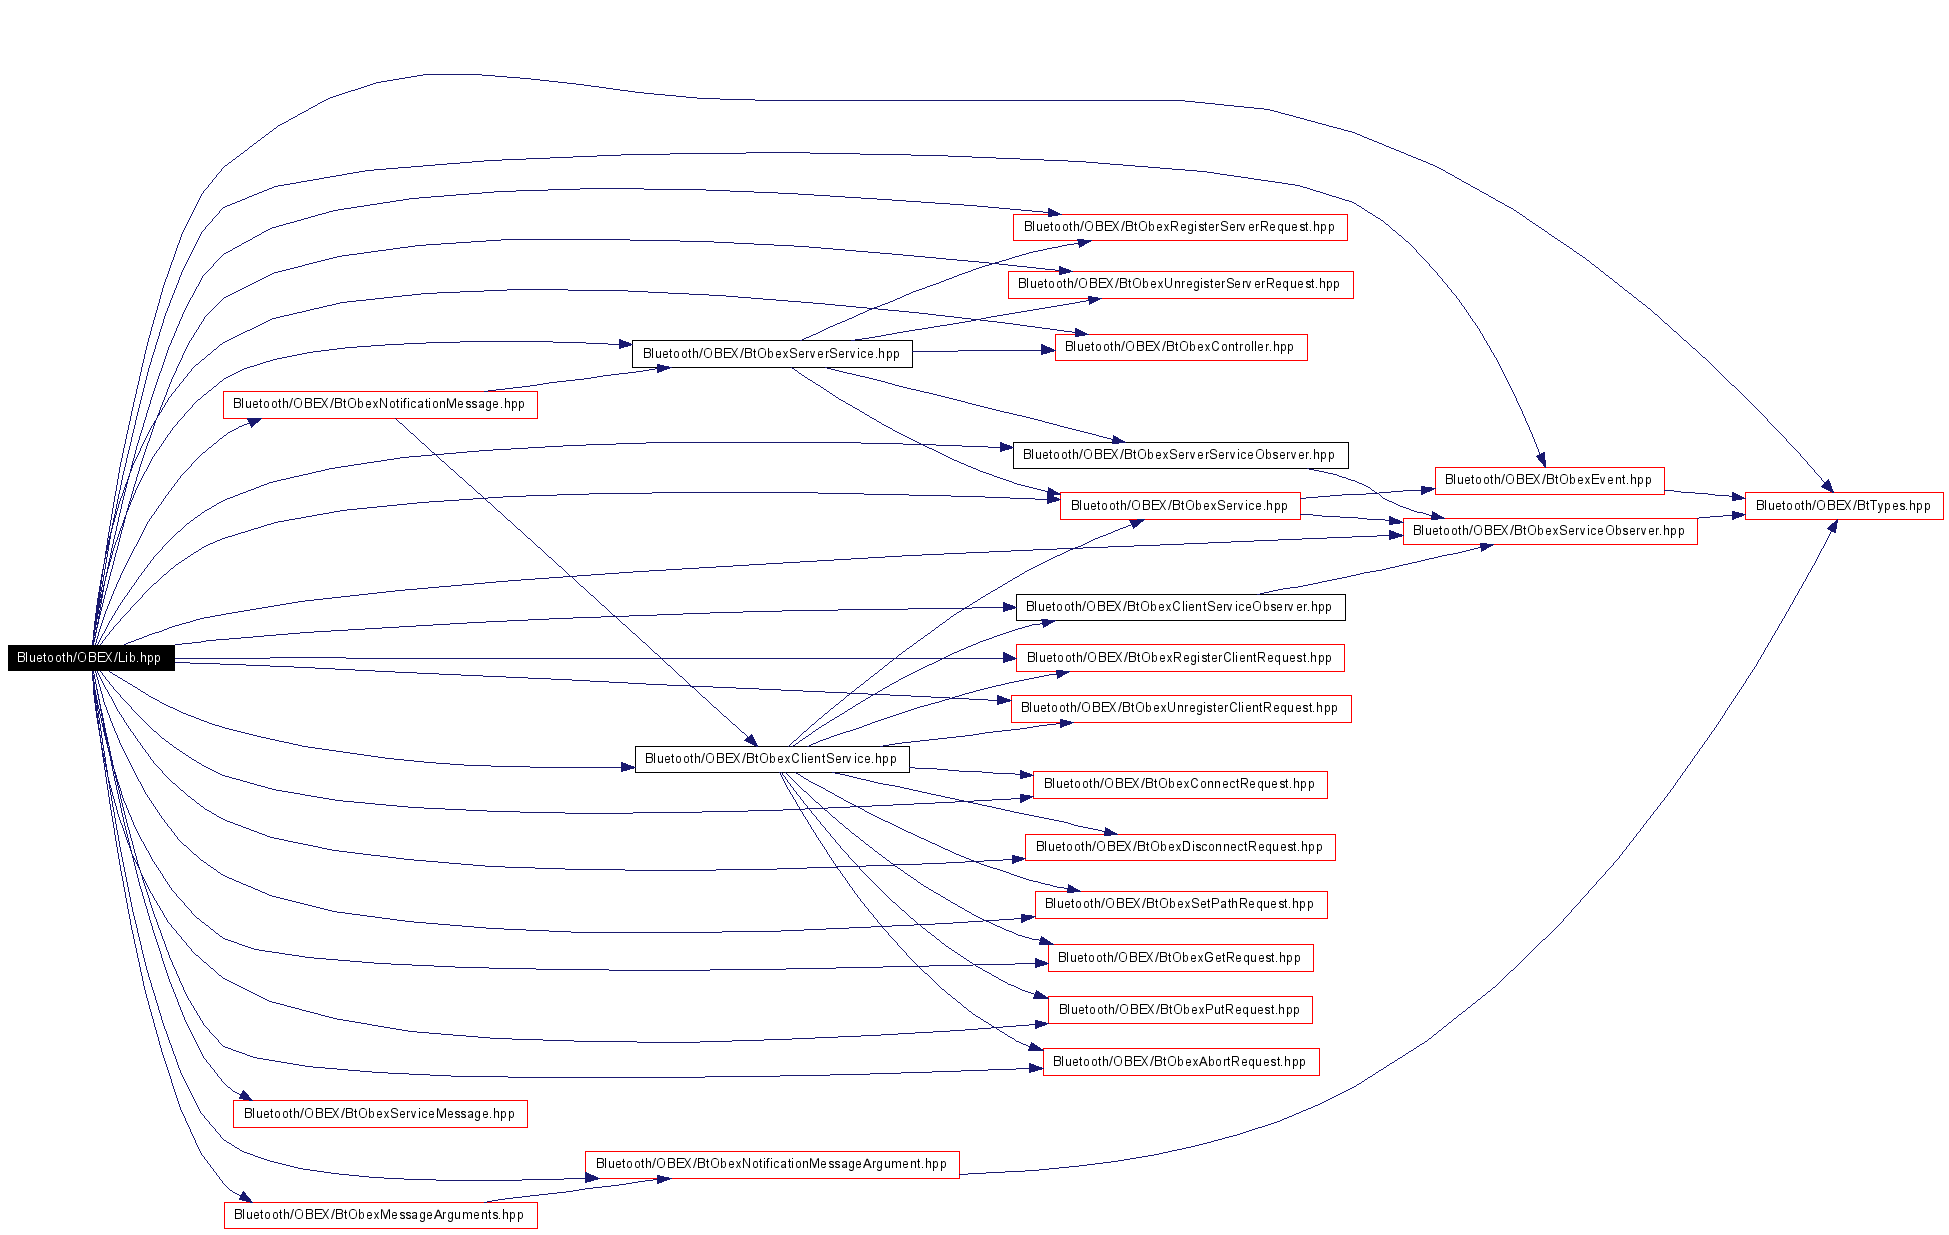 Bluetooth/OBEX/BtObexRegisterServerRequest.hpp
Bluetooth/OBEX/BtObexUnregisterServerRequest.hpp
Bluetooth/OBEX/BtObexController.hpp
Bluetooth/OBEX/BtObexServerService.hpp
Bluetooth/OBEX/BtObexNotificationMessage.hpp
Bluetooth/OBEX/BtObexServerServiceObserver.hpp
Bluetooth/OBEX/BtObexEvent.hpp
Bluetooth/OBEX/BtObexService.hpp
Bluetooth/OBEX/BtTypes.hpp
Bluetooth/OBEX/BtObexServiceObserver.hpp
Bluetooth/OBEX/BtObexClientServiceObserver.hpp
Bluetooth/OBEX/Lib.hpp
Bluetooth/OBEX/BtObexRegisterClientRequest.hpp
Bluetooth/OBEX/BtObexUnregisterClientRequest.hpp
Bluetooth/OBEX/BtObexClientService.hpp
Bluetooth/OBEX/BtObexConnectRequest.hpp
Bluetooth/OBEX/BtObexDisconnectRequest.hpp
Bluetooth/OBEX/BtObexSetPathRequest.hpp
Bluetooth/OBEX/BtObexGetRequest.hpp
Bluetooth/OBEX/BtObexPutRequest.hpp
Bluetooth/OBEX/BtObexAbortRequest.hpp
Bluetooth/OBEX/BtObexServiceMessage.hpp
Bluetooth/OBEX/BtObexNotificationMessageArgument.hpp
Bluetooth/OBEX/BtObexMessageArguments.hpp